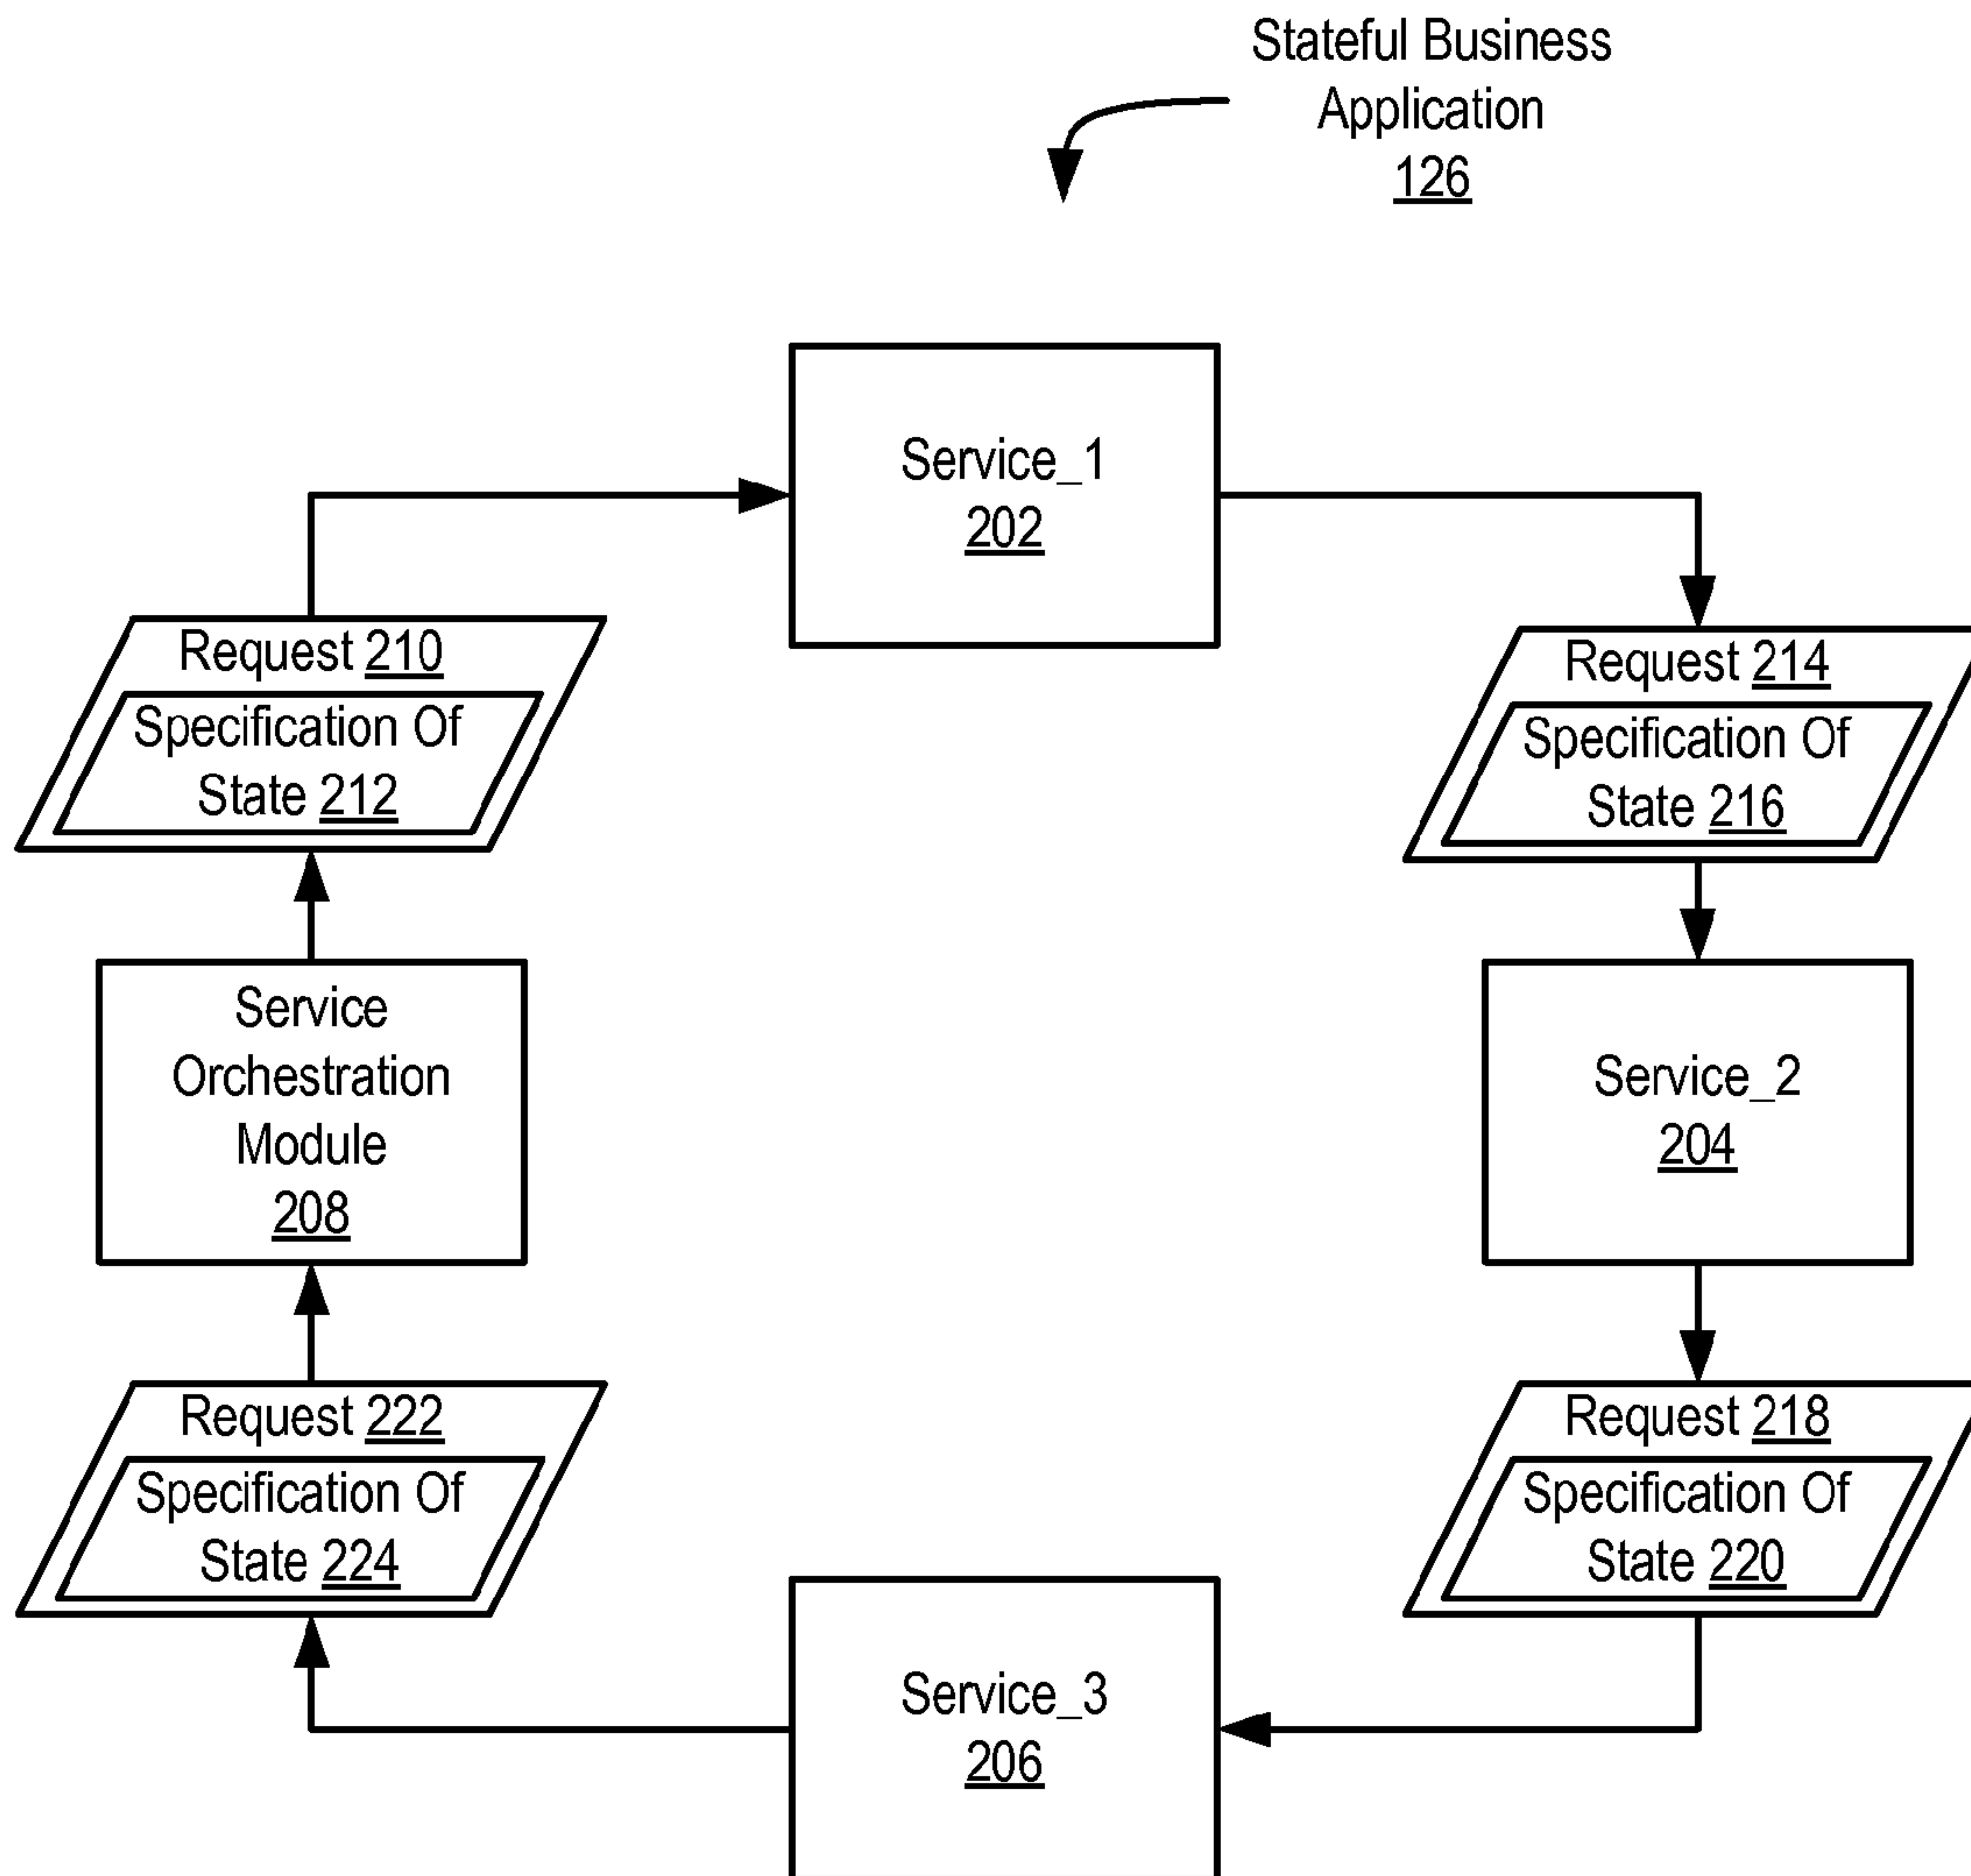 Stateful Business
Application
126
Service_1
202
Request 210
Specification Of
State 212
Request 214
Specification Of
State 216
Service
Orchestration
Module
208
Service_2
204
Request 222
Specification Of
State 224
Request 218
Specification Of
State 220
Service_3
206